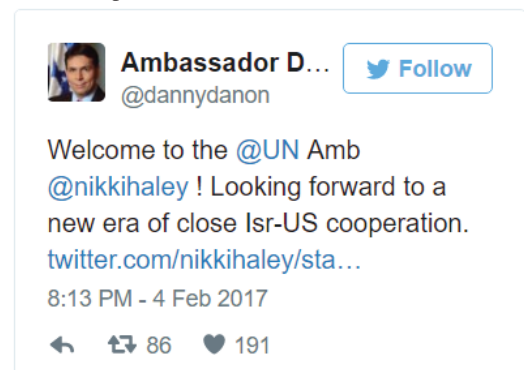 Ambassador D...
Follow
@dannydanon
Welcome to the @UN Amb
@nikkihaley ! Looking forward to a
new era of close Isr-US cooperation.
twitter.com/nikkihaley/sta...
8:13 PM - 4 Feb 2017
86 191